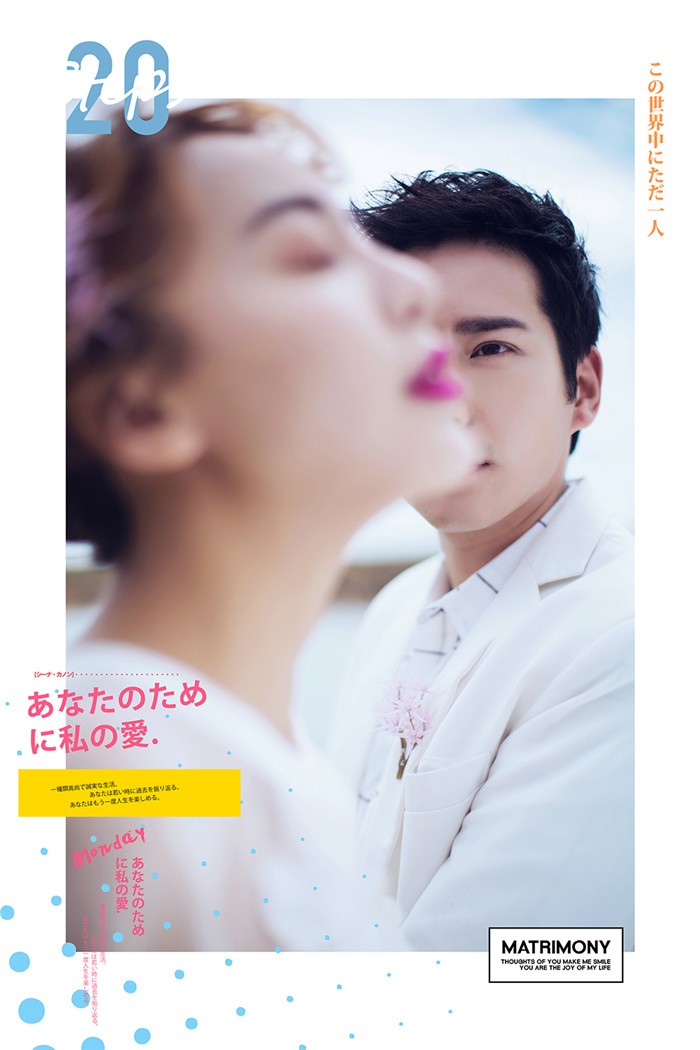 20
この世界中にただ一人
[シーナ・カノン]
あなたのため
に私の愛.
一種類高尚で誠実な生活。
あなたは若い時に過去を振り返る、
あなたはもう一度人生を楽しめる。
Monday
あなたのため
に私の愛.
MATRIMONY
THOUGHTS OF YOU MAKE ME SMILE
YOU ARE THE JOY OF MY LIFE